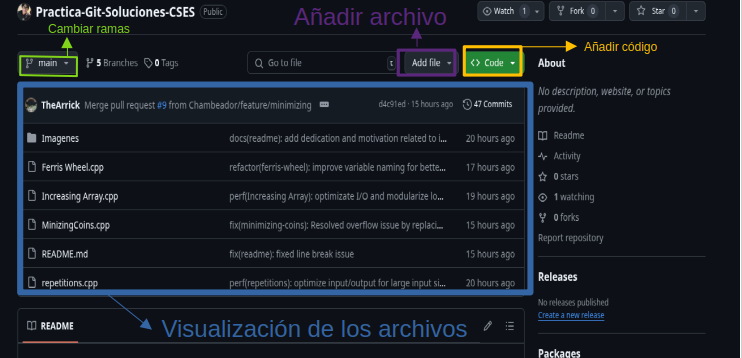 Practica-Git-Soluciones-CSES Public
Añadir archivo
Watch 1
Fork 0
Star 0
Cambiar ramas
Añadir código
main
5 Branches
0 Tags
Go to file
t
Add file
Code
About
No description, website, or topics
provided.
TheArrick Merge pull request #9 from Chambeador/feature/minimizing
d4c91ed · 15 hours ago
47 Commits
Imagenes docs(readme): add dedication and motivation related to i... 20 hours ago
Ferris Wheel.cpp refactor(ferris-wheel): improve variable naming for bette... 17 hours ago
Increasing Array.cpp perf(Increasing Array): optimizate I/O and modularize lo... 19 hours ago
MinizingCoins.cpp fix(minimizing-coins): Resolved overflow issue by replaci... 15 hours ago
README.md fix(readme): fixed line break issue 15 hours ago
repetitions.cpp perf(repetitions): optimize input/output for large input si... 20 hours ago
Readme
Activity
0 stars
1 watching
0 forks
Report repository
Releases
No releases published
Create a new release
Packages
README
Visualización de los archivos